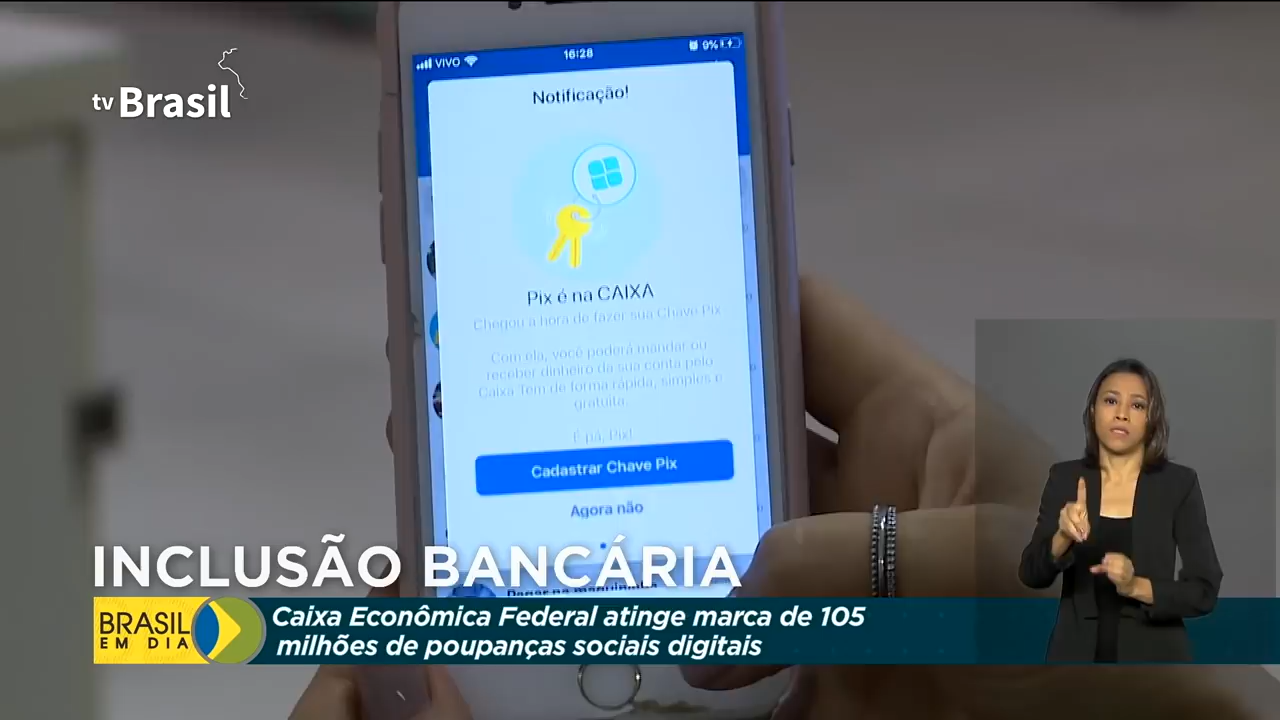 tv Brasil
VIVO
16:28
9%
Notificação!
Pix é na CAIXA
Chegou a hora de fazer sua Chave Pix
Com ela, você poderá mandar ou
receber dinheiro da sua conta pelo
Caixa Tem de forma rápida, simples e
gratuita.
É pá, Pix!
Cadastrar Chave Pix
Agora não
Pagar na maquininha
INCLUSÃO BANCÁRIA
BRASIL
EM DIA
Caixa Econômica Federal atinge marca de 105
milhões de poupanças sociais digitais